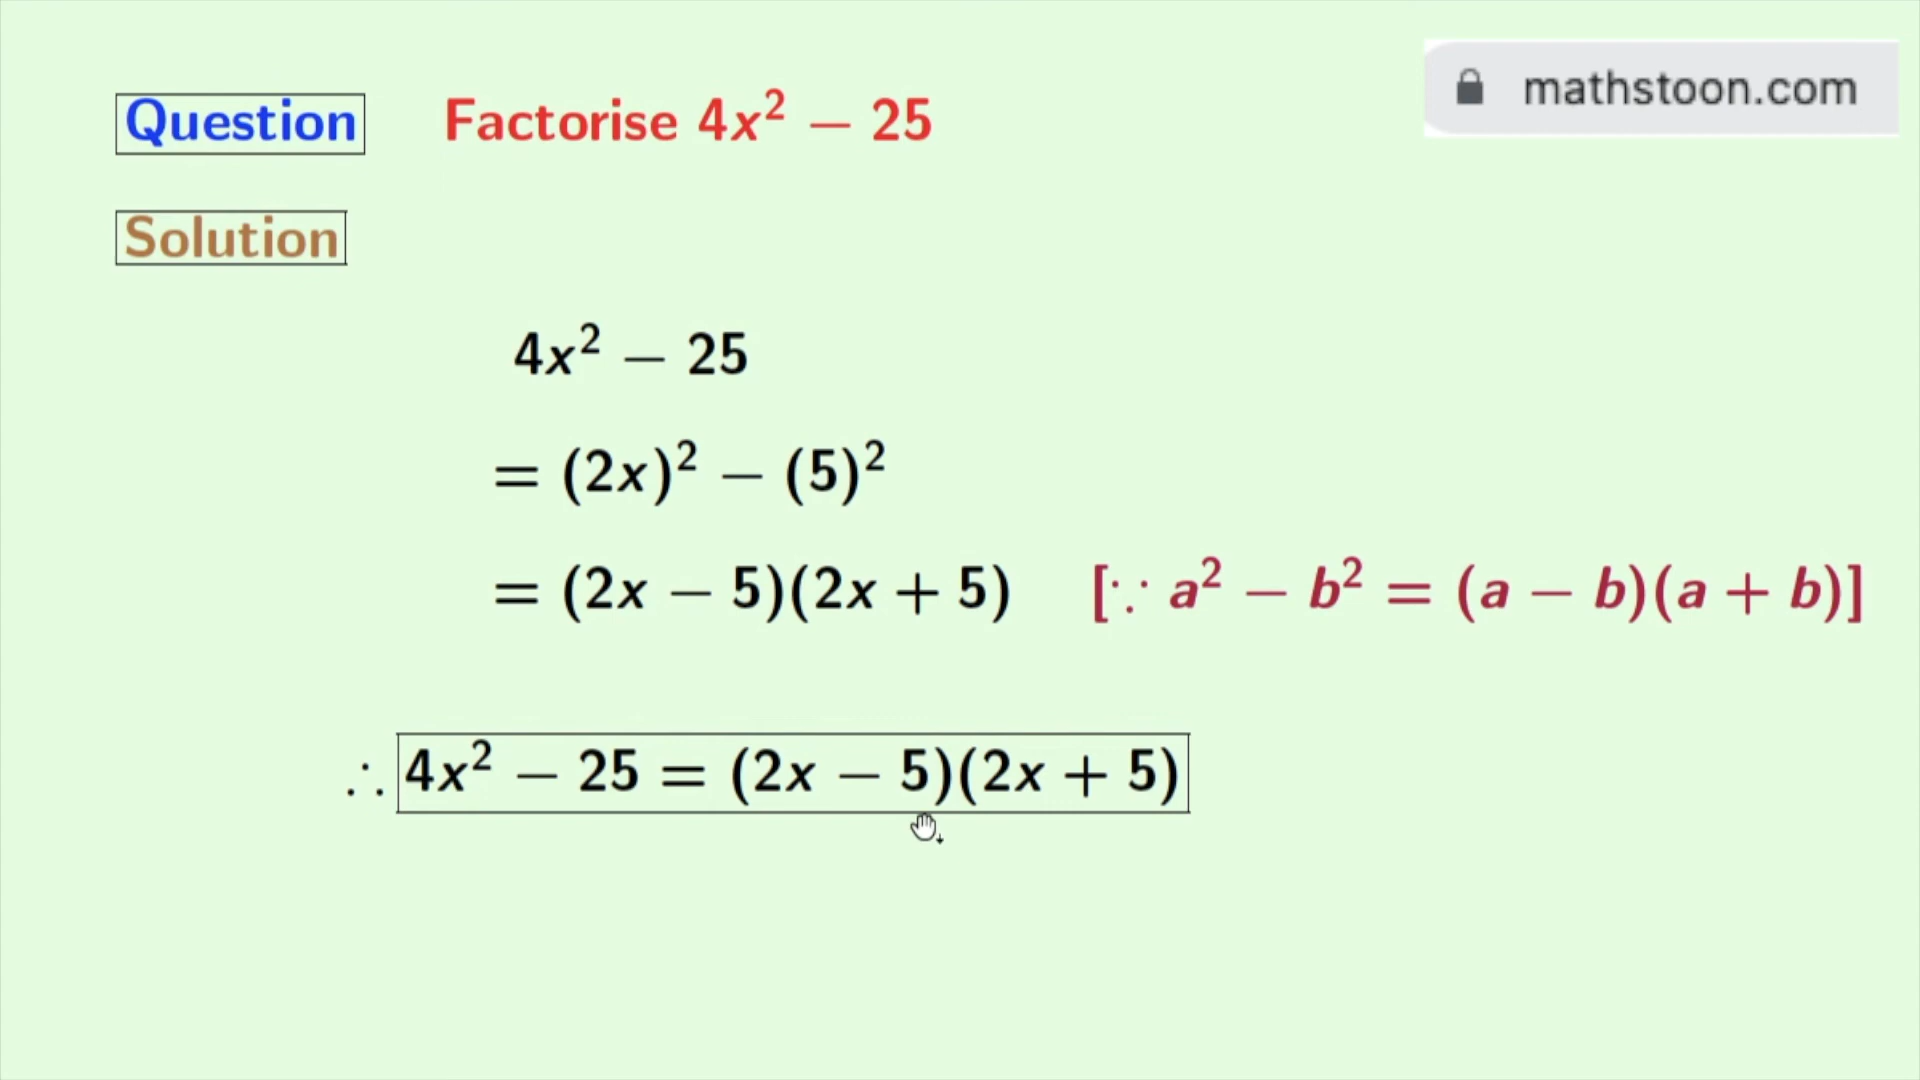 mathstoon.com
Question Factorise 4x² − 25
Solution
4x² − 25
= (2x)² − (5)²
= (2x − 5)(2x + 5) [∵ a² − b² = (a − b)(a + b)]
∴ 4x² − 25 = (2x − 5)(2x + 5)